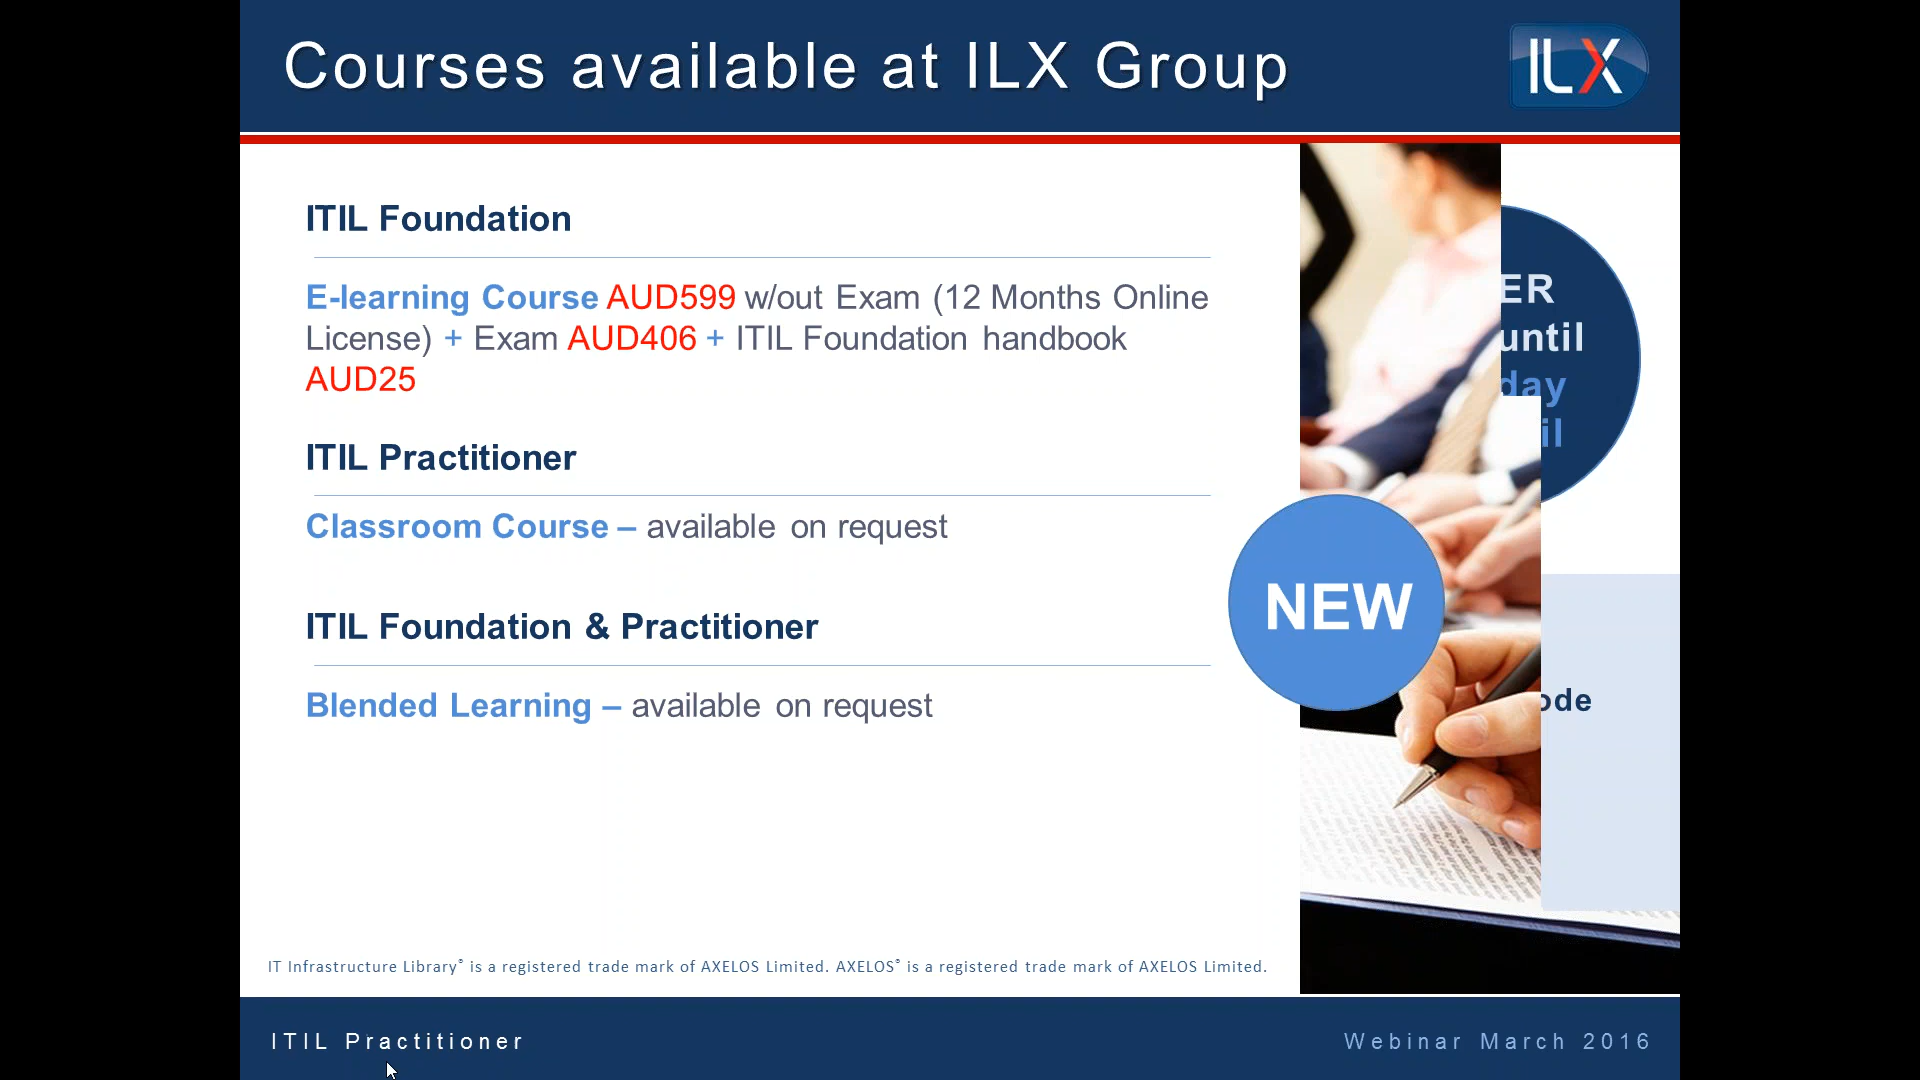 Courses available at ILX Group
ILX
ITIL Foundation
E-learning Course AUD599 w/out Exam (12 Months Online
License) + Exam AUD406 + ITIL Foundation handbook
AUD25
ITIL Practitioner
Classroom Course – available on request
ITIL Foundation & Practitioner
Blended Learning – available on request
ER
until
day
il
NEW
ode
IT Infrastructure Library® is a registered trade mark of AXELOS Limited. AXELOS® is a registered trade mark of AXELOS Limited.
ITIL Practitioner
Webinar March 2016